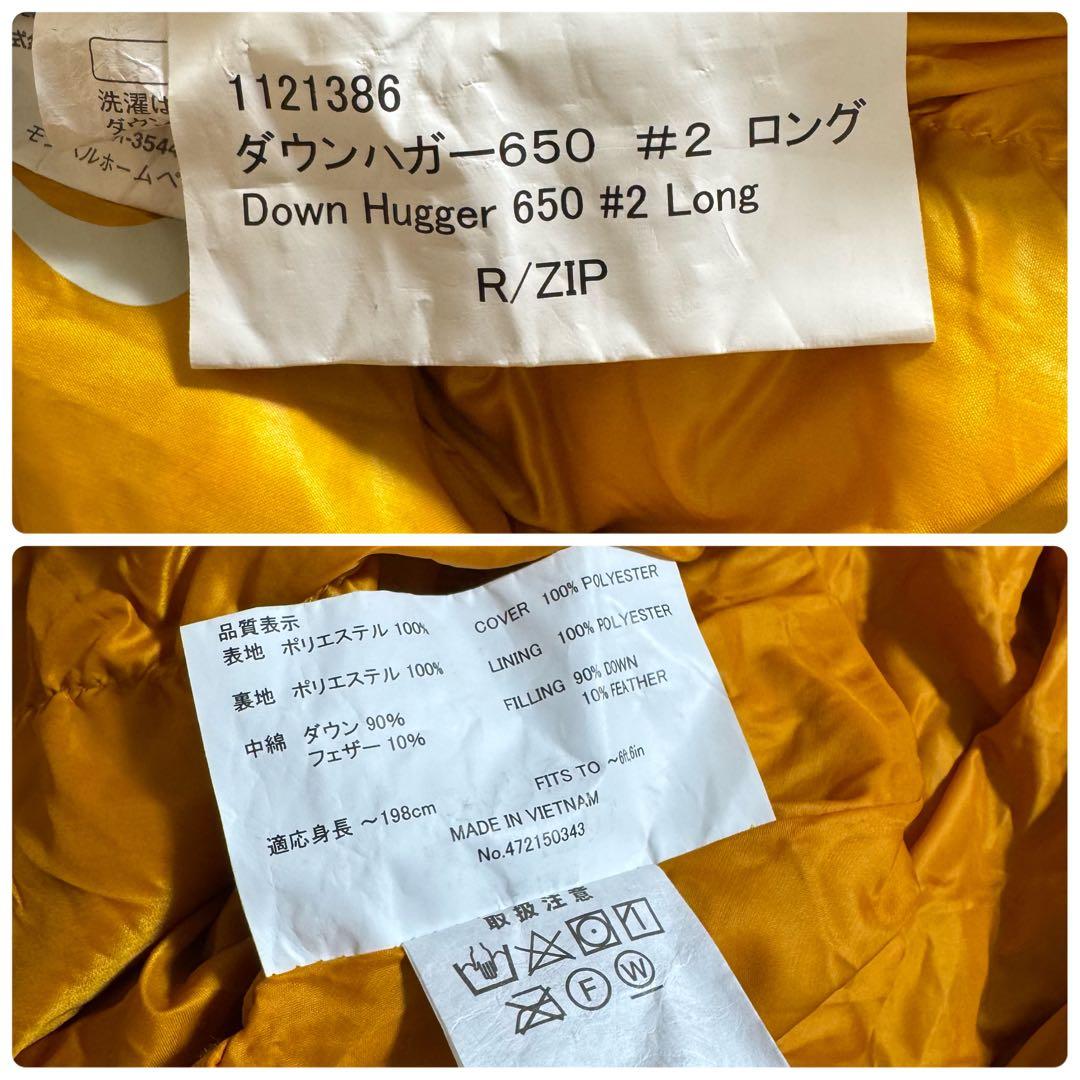 洗濯は
ダウン
1121386
ダウンハガー650 #2 ロング
Down Hugger 650 #2 Long
R/ZIP
品質表示
表地 ポリエステル 100% COVER 100% POLYESTER
裏地 ポリエステル 100% LINING 100% POLYESTER
中綿 ダウン 90% FILLING 90% DOWN
フェザー 10% 10% FEATHER
適応身長 ～198cm FITS TO ～6ft.6in
MADE IN VIETNAM
No.472150343
取扱注意
F W